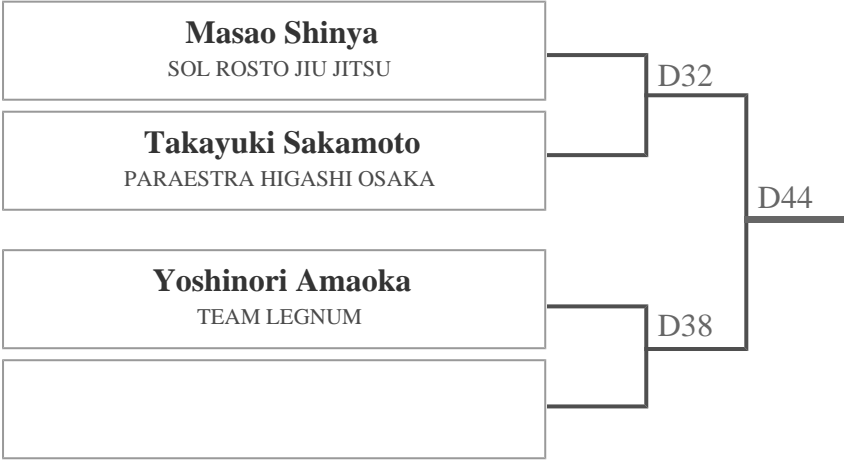 Masao Shinya
SOL ROSTO JIU JITSU
D32
Takayuki Sakamoto
PARAESTRA HIGASHI OSAKA
D44
Yoshinori Amaoka
TEAM LEGNUM
D38